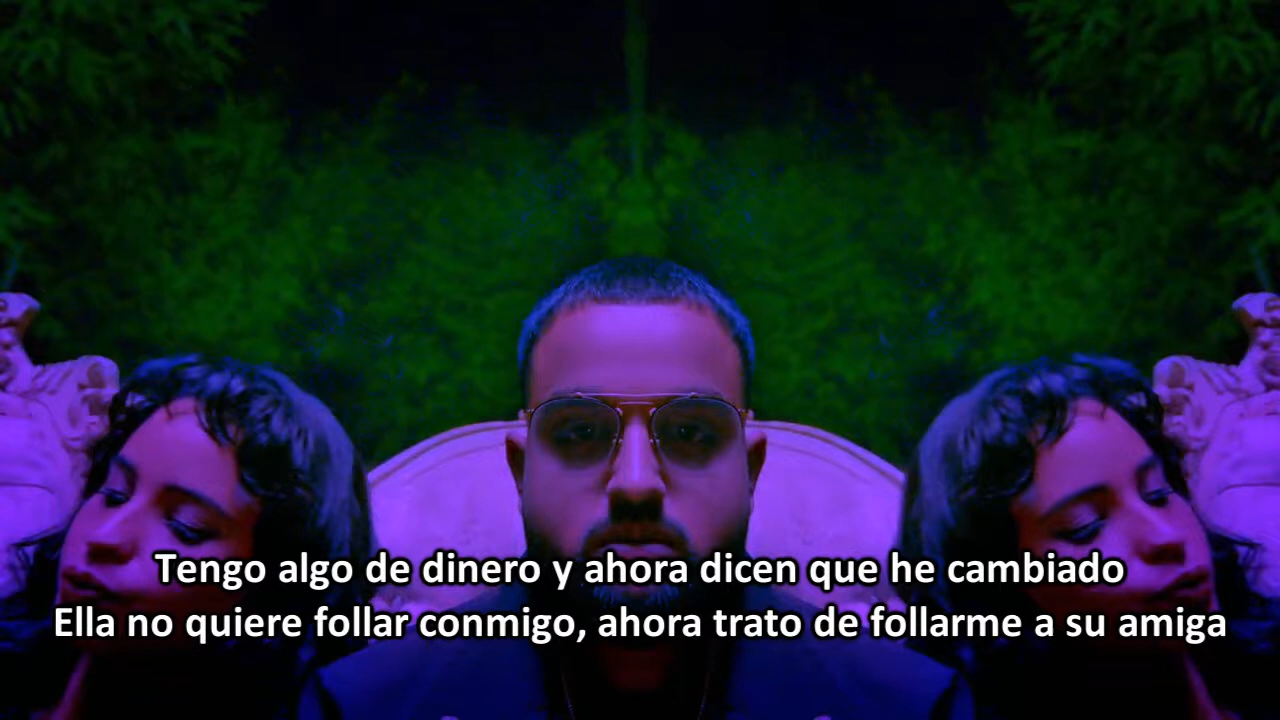 Tengo algo de dinero y ahora dicen que he cambiado
Ella no quiere follar conmigo, ahora trato de follarme a su amiga